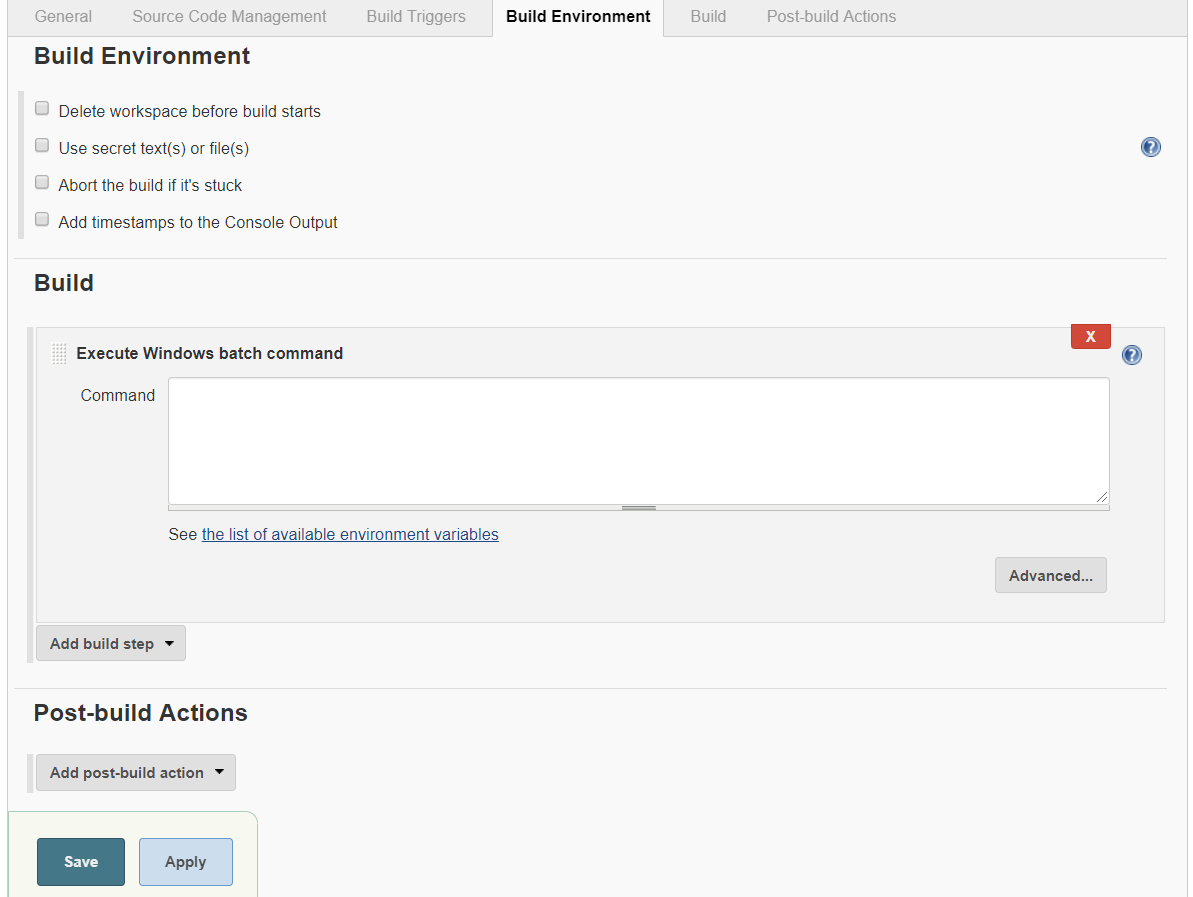 General Source Code Management Build Triggers Build Environment Build Post-build Actions
Build Environment
Delete workspace before build starts
Use secret text(s) or file(s)
?
Abort the build if it's stuck
Add timestamps to the Console Output
Build
X
Execute Windows batch command
?
Command
See the list of available environment variables
Advanced...
Add build step
Post-build Actions
Add post-build action
Save Apply